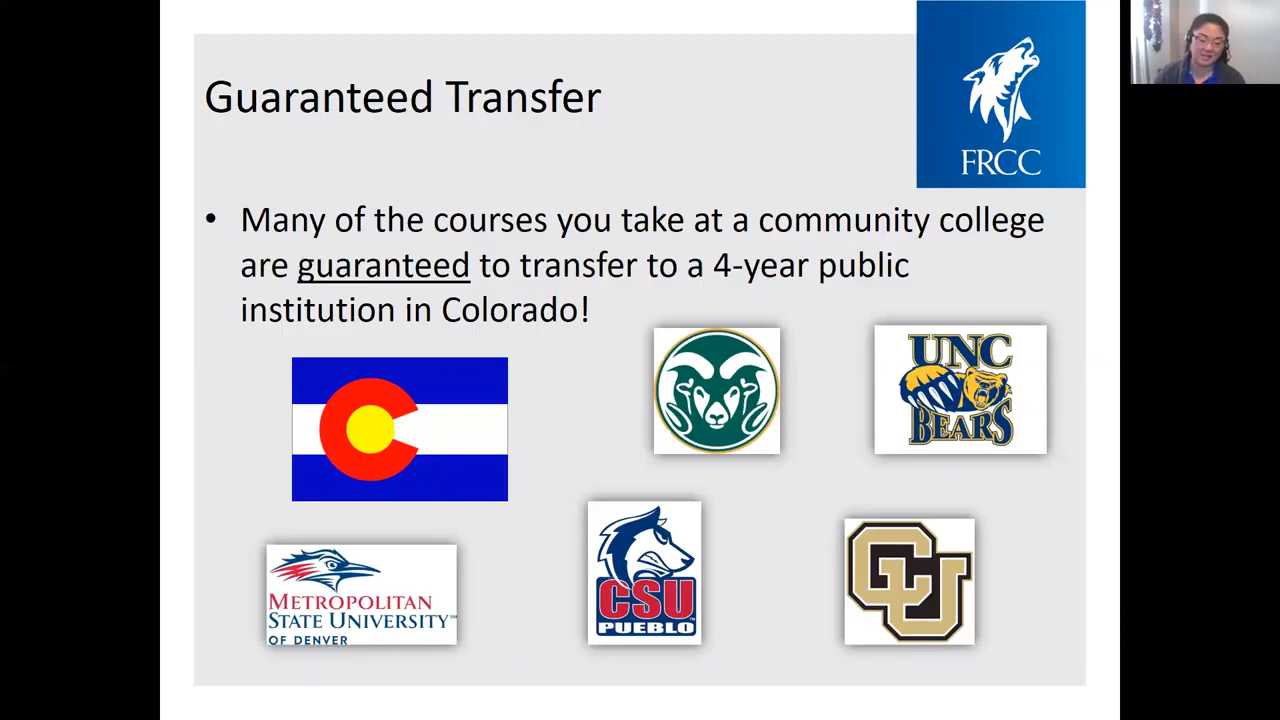 Guaranteed Transfer
FRCC
• Many of the courses you take at a community college
are guaranteed to transfer to a 4-year public
institution in Colorado!
UNC
BEARS
METROPOLITAN
STATE UNIVERSITY
OF DENVER
CSU
PUEBLO
CU